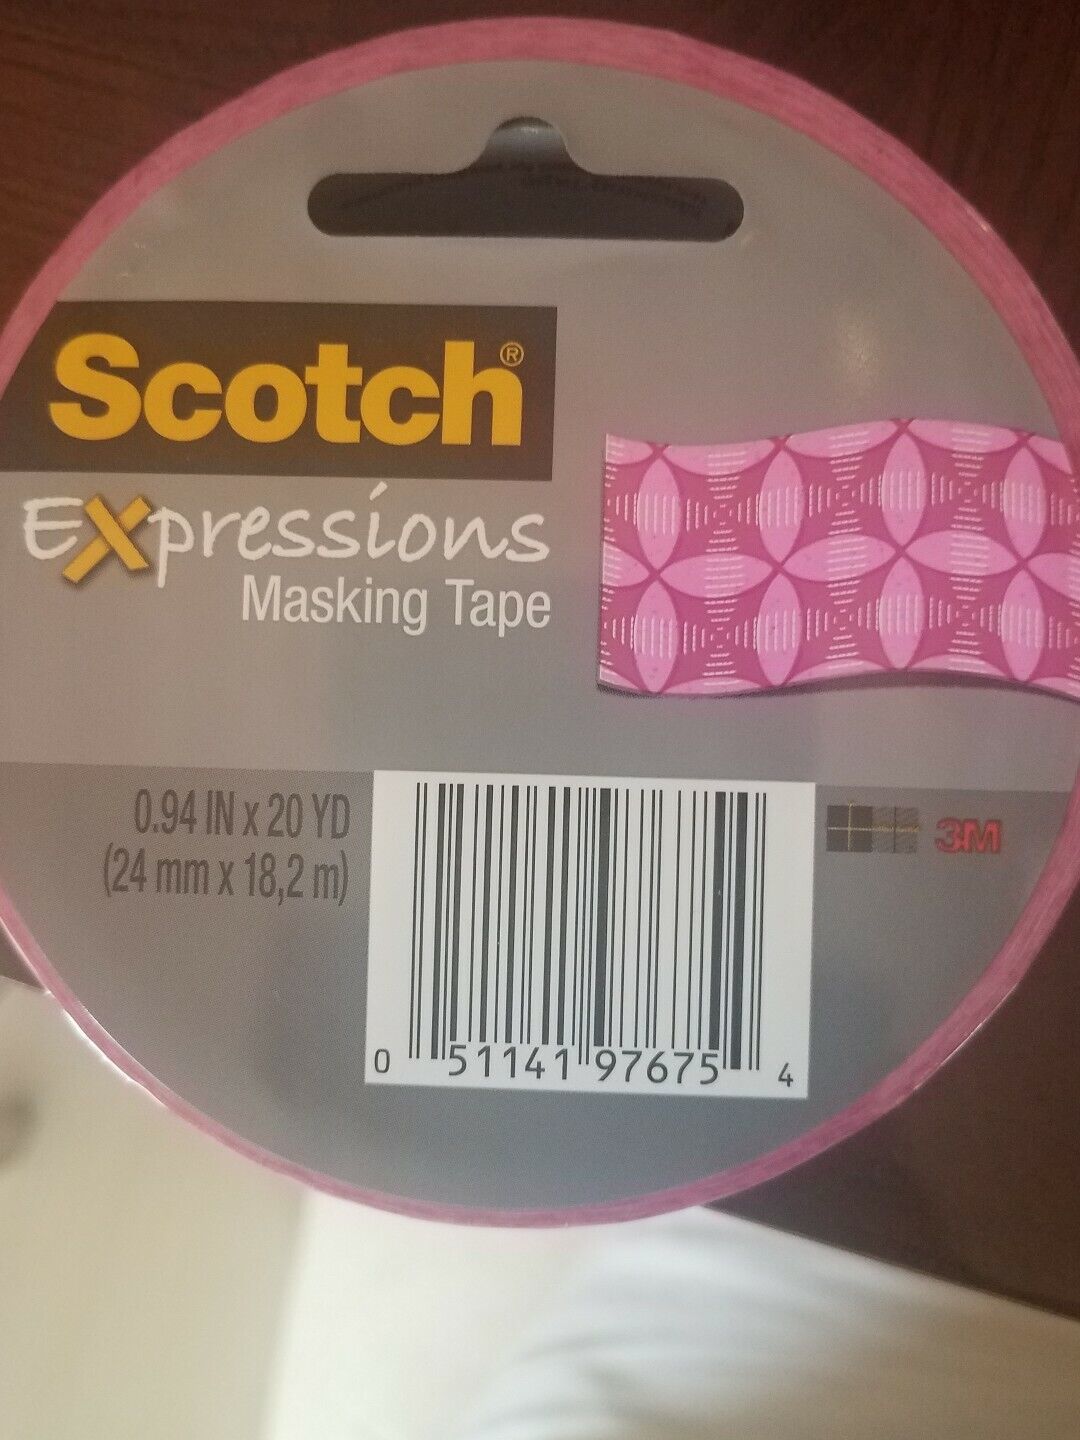 Scotch®
Expressions
Masking Tape
0.94 IN x 20 YD
(24 mm x 18,2 m)
3M
0 51141 97675 4